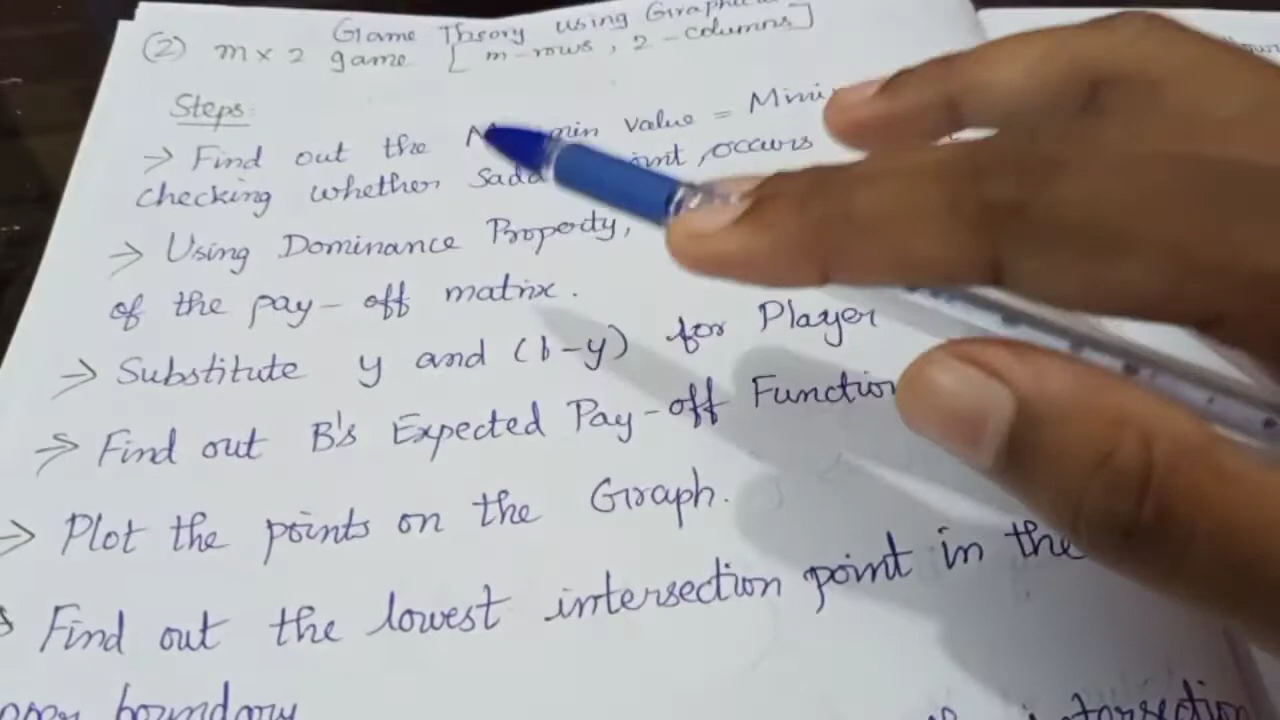 Game Theory using
(2) m × 2 game [ m-rows, 2-columns]
Steps:
→ Find out the value =
checking whether occurs
→ Using Dominance Property,
of the pay-off matrix.
→ Substitute y and (1-y) for Player
→ Find out B's Expected Pay-off Function
→ Plot the points on the Graph.
Find out the lowest intersection point in the
boundary
intersection